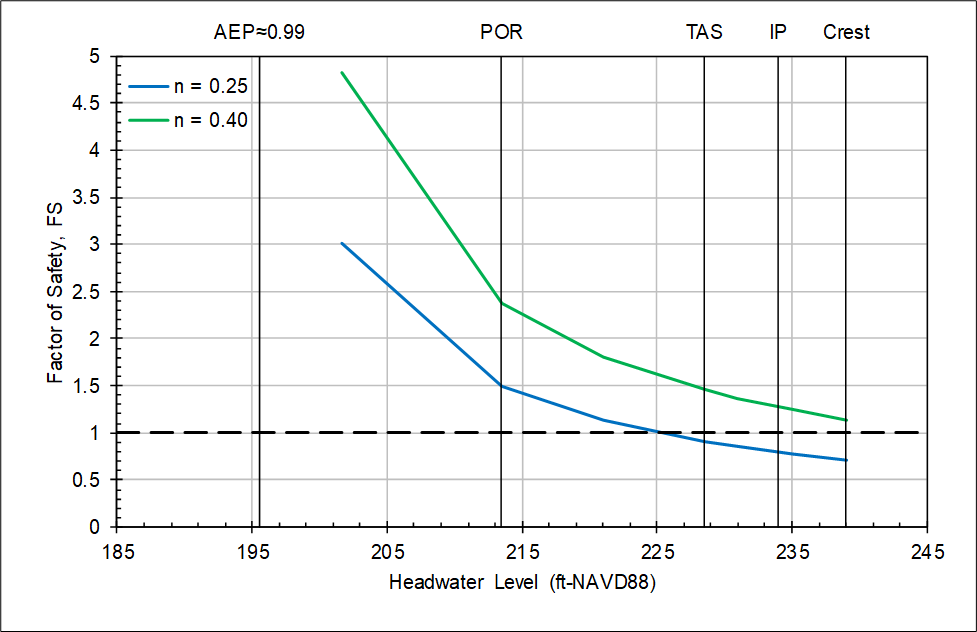 AEP≈0.99 POR TAS IP Crest
n = 0.25
n = 0.40
5
4.5
4
3.5
3
2.5
2
1.5
1
0.5
0
Factor of Safety, FS
185 195 205 215 225 235 245
Headwater Level (ft-NAVD88)